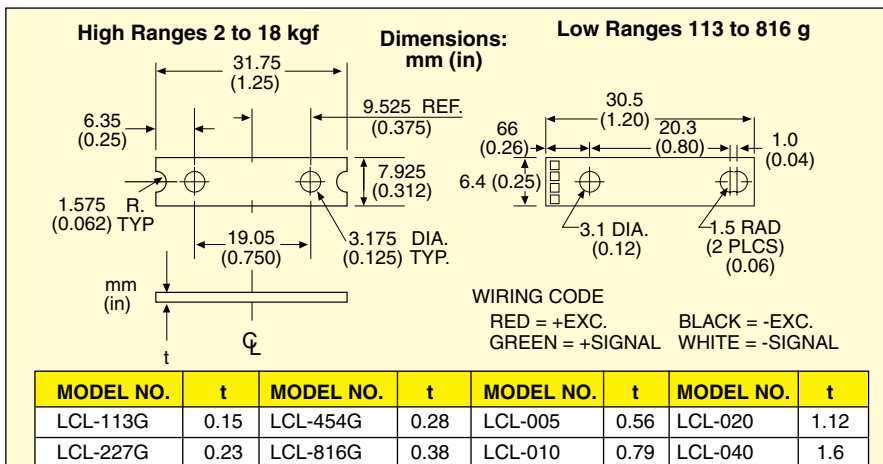 High Ranges 2 to 18 kgf
Dimensions:
mm (in)
Low Ranges 113 to 816 g
31.75
(1.25)
6.35
(0.25)
9.525 REF.
(0.375)
7.925
(0.312)
1.575 R.
(0.062) TYP
19.05
(0.750)
3.175 DIA.
(0.125) TYP.
mm
(in)
t
CL
30.5
(1.20)
66
(0.26)
20.3
(0.80)
1.0
(0.04)
6.4 (0.25)
3.1 DIA.
(0.12)
1.5 RAD
(2 PLCS)
(0.06)
WIRING CODE
RED = +EXC. BLACK = -EXC.
GREEN = +SIGNAL WHITE = -SIGNAL
MODEL NO. t MODEL NO. t MODEL NO. t MODEL NO. t
LCL-113G 0.15 LCL-454G 0.28 LCL-005 0.56 LCL-020 1.12
LCL-227G 0.23 LCL-816G 0.38 LCL-010 0.79 LCL-040 1.6